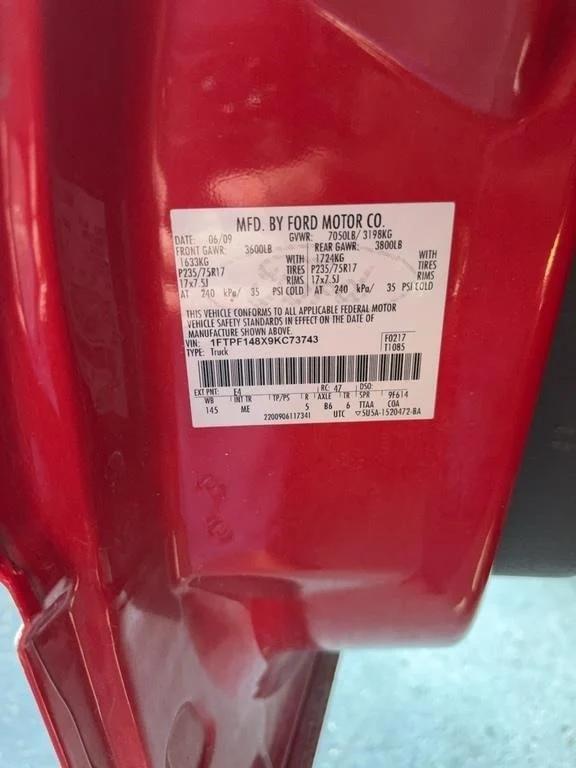 MFD. BY FORD MOTOR CO.
DATE: 06/09 GVWR: 7050LB/ 3198KG
FRONT GAWR: 3600LB REAR GAWR: 3800LB
1633KG WITH 1724KG WITH
P235/75R17 TIRES P235/75R17 TIRES
17x7.5J RIMS 17x7.5J RIMS
AT 240 kPa/ 35 PSI COLD AT 240 kPa/ 35 PSI COLD
THIS VEHICLE CONFORMS TO ALL APPLICABLE FEDERAL MOTOR
VEHICLE SAFETY STANDARDS IN EFFECT ON THE DATE OF
MANUFACTURE SHOWN ABOVE.
VIN: 1FTPF148X9KC73743 F0217
TYPE: Truck T1085
EXT PNT: E4 RC: 47 DSO:
WB INT TR TP/PS R AXLE TR SPR 9F614
145 ME 5 B6 6 TTAA COA
2200906117341 UTC ▽5U5A-1520472-BA